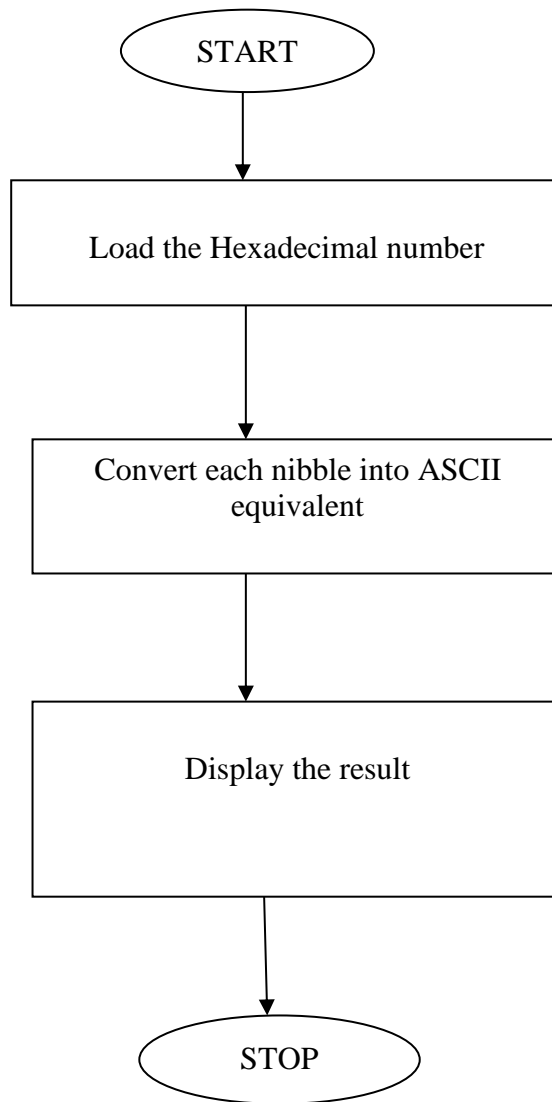 START
Load the Hexadecimal number
Convert each nibble into ASCII
equivalent
Display the result
STOP